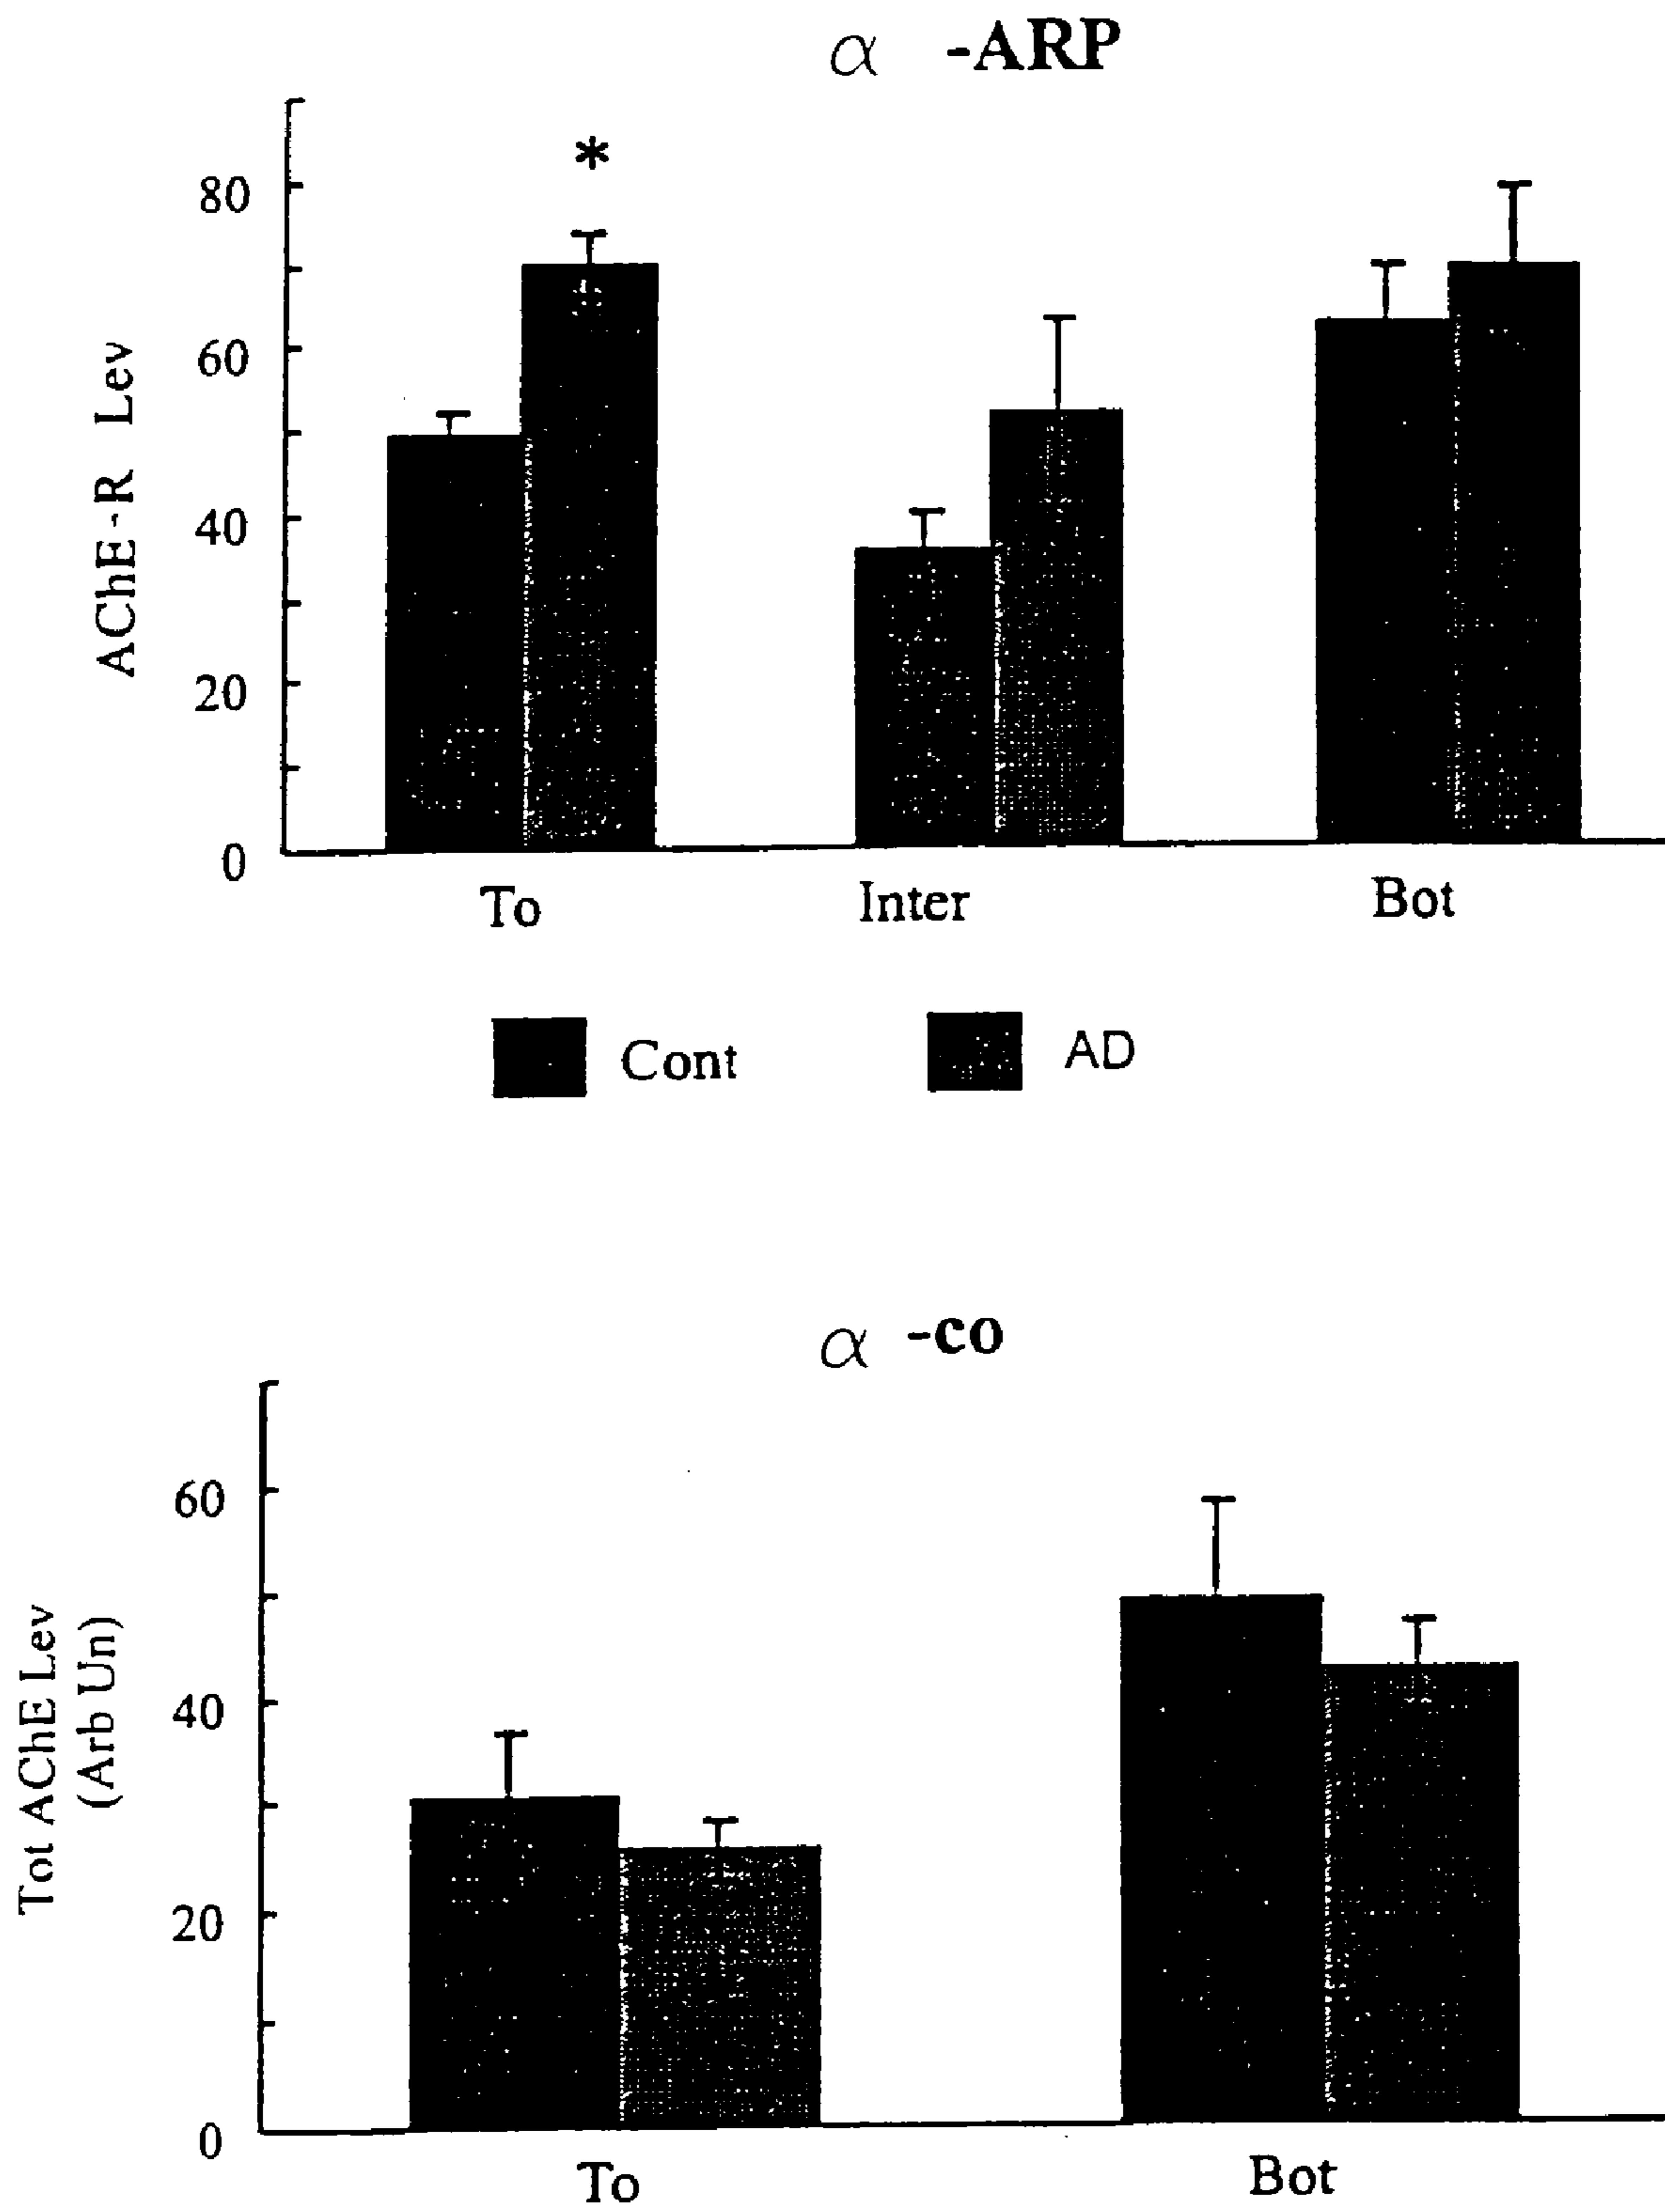 α -ARP
*
80
60
40
20
0
AChE-R Lev
To Inter Bot
Cont AD
α -co
60
40
20
0
Tot AChE Lev
(Arb Un)
To Bot